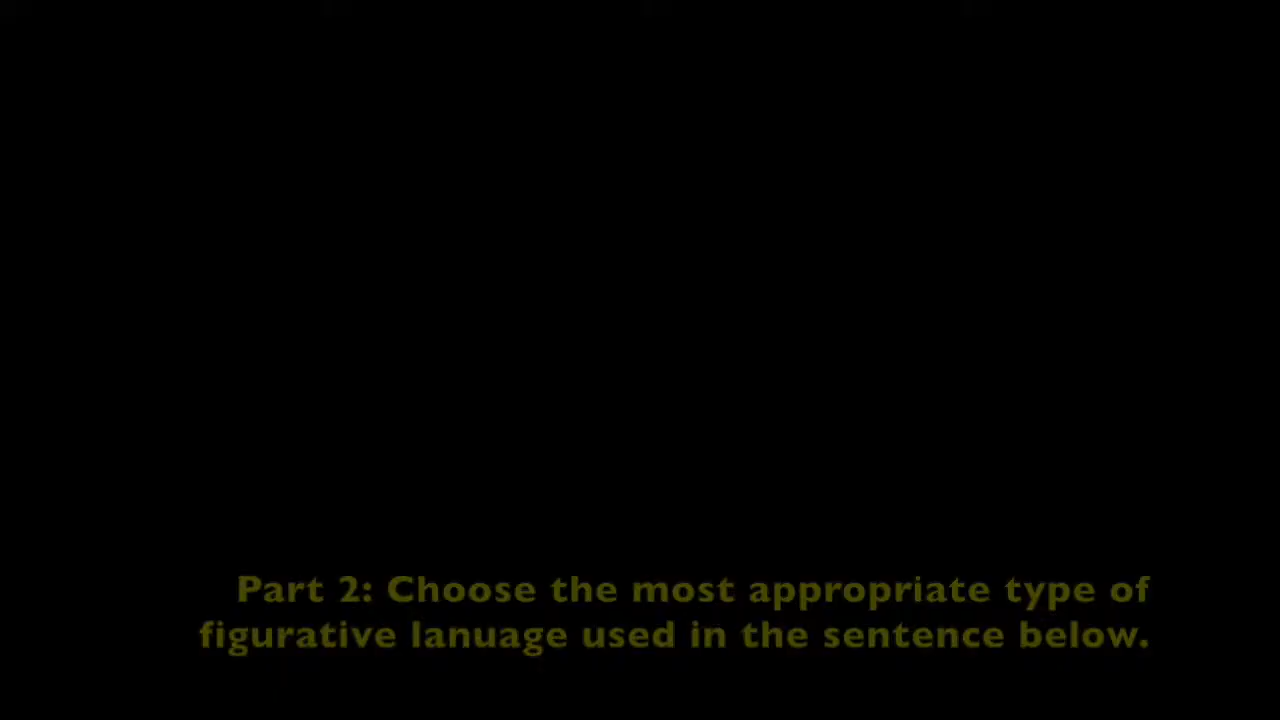 Part 2: Choose the most appropriate type of
figurative lanuage used in the sentence below.